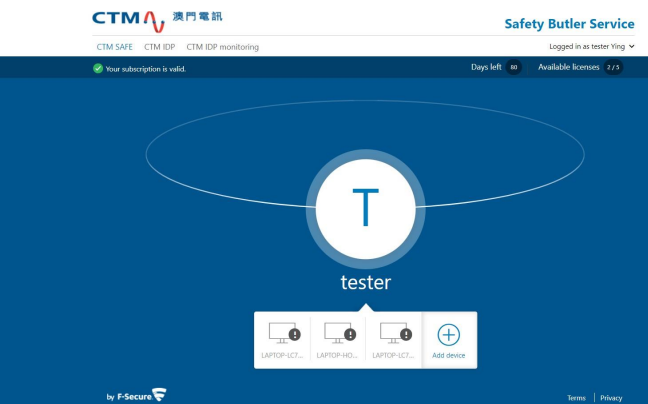 CTM 澳門電訊
Safety Butler Service
CTM SAFE CTM IDP CTM IDP monitoring
Logged in as tester Ying
Your subscription is valid.
Days left 80 Available licenses 2 / 5
T
tester
LAPTOP-LC7... LAPTOP-HO... LAPTOP-LC7... Add device
by F-Secure
Terms | Privacy